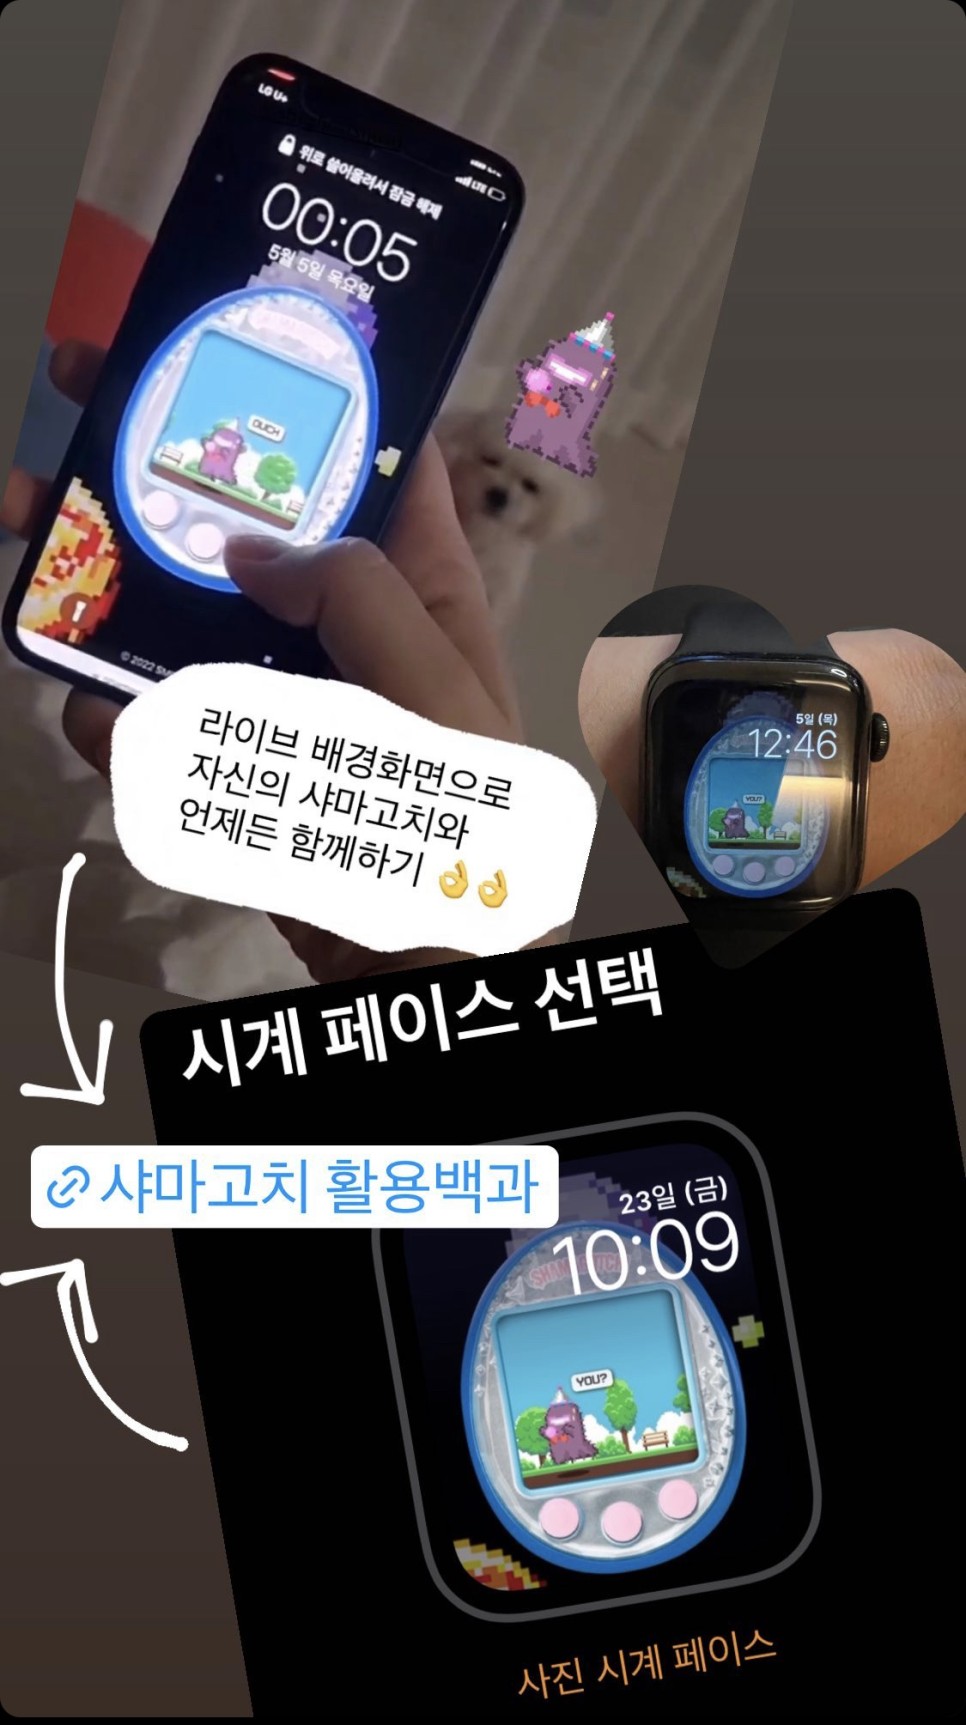 LG U+
LTE
위로 쓸어올려서 잠금 해제
00:05
5월 5일 목요일
OUCH
© 2022
5일 (목)
12:46
YOU?
라이브 배경화면으로
자신의 샤마고치와
언제든 함께하기 👌👌
시계 페이스 선택
샤마고치 활용백과
23일 (금)
10:09
YOU?
사진 시계 페이스